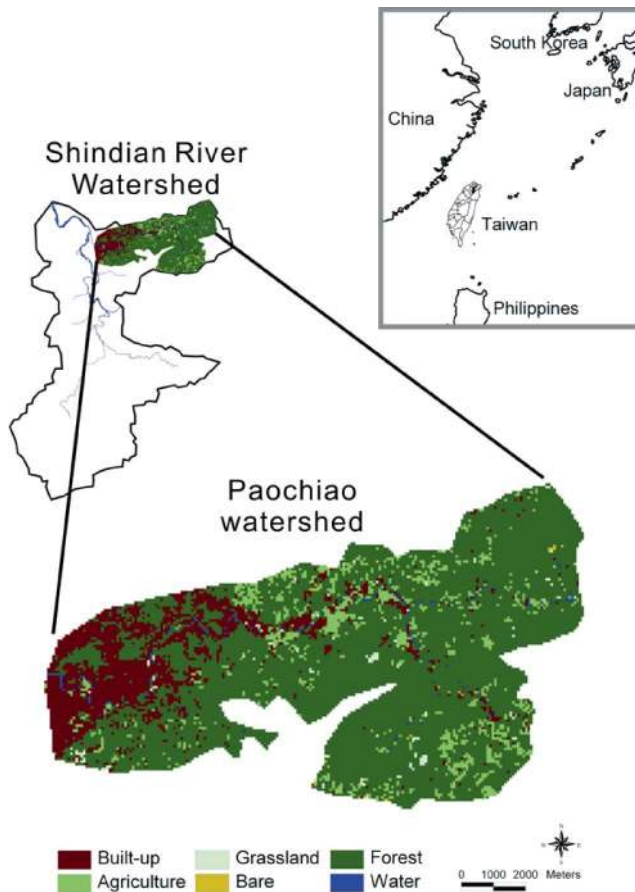 South Korea
Japan
China
Taiwan
Philippines
Shindian River
Watershed
Paochiao
watershed
0 1000 2000 Meters
Built-up Grassland Forest
Agriculture Bare Water